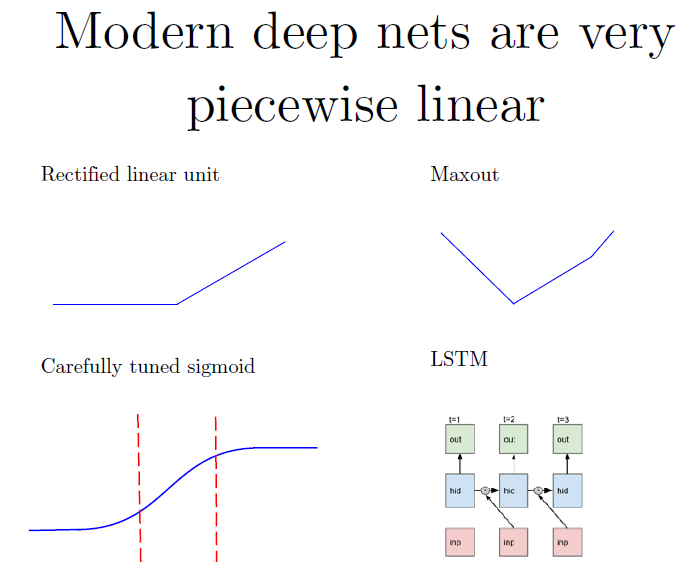 Modern deep nets are very
piecewise linear
Rectified linear unit
Maxout
Carefully tuned sigmoid
LSTM
t=1 t=2 t=3
out out out
hid + hid + hid
inp inp inp